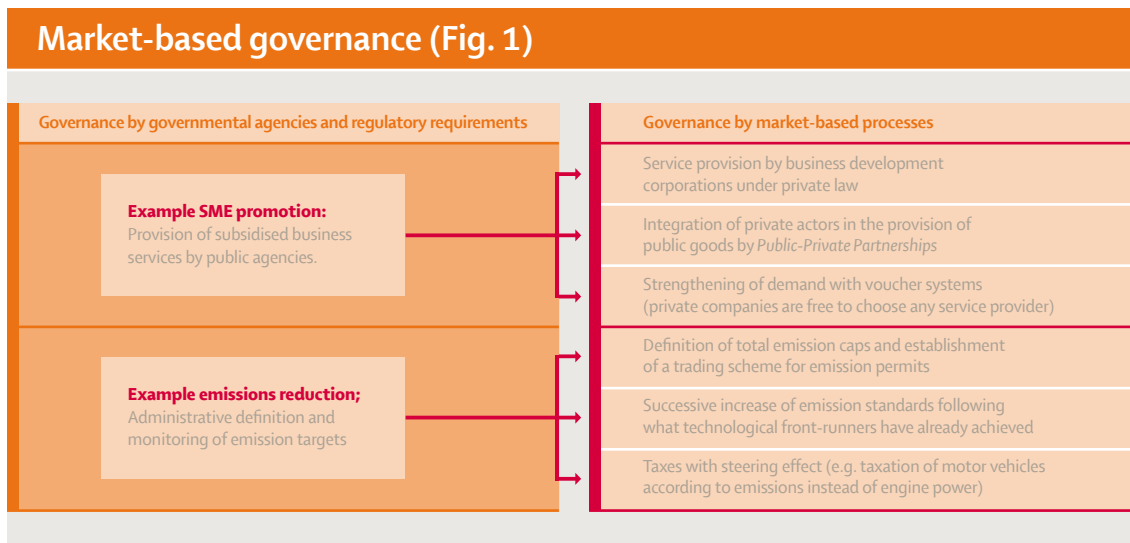 Market-based governance (Fig. 1)
Governance by governmental agencies and regulatory requirements
Example SME promotion:
Provision of subsidised business
services by public agencies.
Example emissions reduction;
Administrative definition and
monitoring of emission targets
Governance by market-based processes
Service provision by business development
corporations under private law
Integration of private actors in the provision of
public goods by Public-Private Partnerships
Strengthening of demand with voucher systems
(private companies are free to choose any service provider)
Definition of total emission caps and establishment
of a trading scheme for emission permits
Successive increase of emission standards following
what technological front-runners have already achieved
Taxes with steering effect (e.g. taxation of motor vehicles
according to emissions instead of engine power)